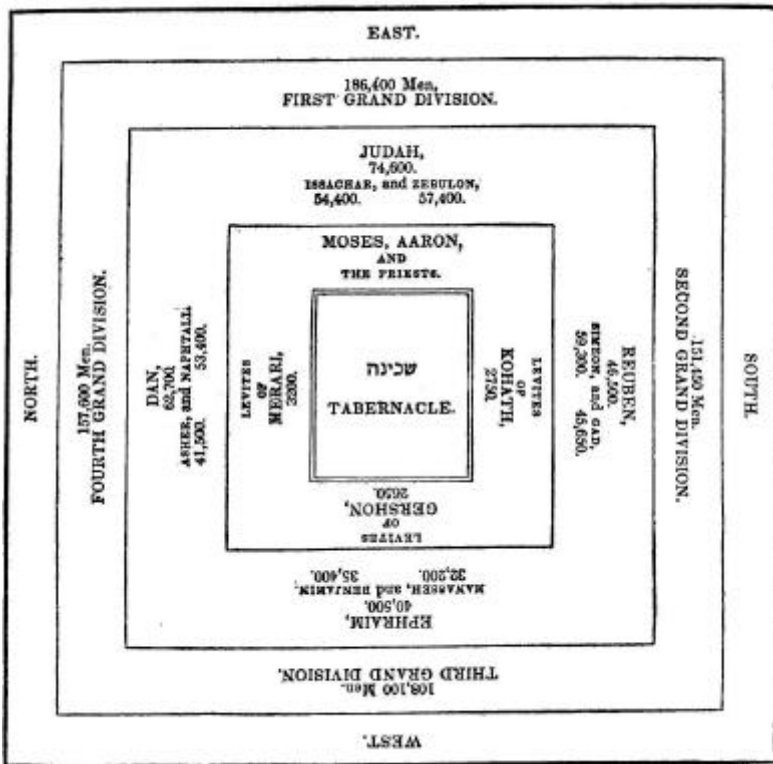 EAST.
186,400 Men,
FIRST GRAND DIVISION.
JUDAH,
74,600.
ISSACHAR, and ZEBULON,
54,400. 57,400.
MOSES, AARON,
AND
THE PRIESTS.
NORTH.
157,600 Men.
FOURTH GRAND DIVISION.
DAN,
62,700.
ASHER, and NAPHTALI.
41,500. 53,400.
LEVITES
OF
MERARI,
3200.
שכינה
TABERNACLE.
LEVITES
OF
KOHATH,
2750.
REUBEN,
46,500.
SIMEON, and GAD,
59,300. 45,650.
151,450 Men.
SECOND GRAND DIVISION.
SOUTH.
LEVITES
OF
GERSHON,
2650.
EPHRAIM,
40,500.
MANASSEH, and BENJAMIN.
32,200. 35,400.
108,100 Men.
THIRD GRAND DIVISION.
WEST.